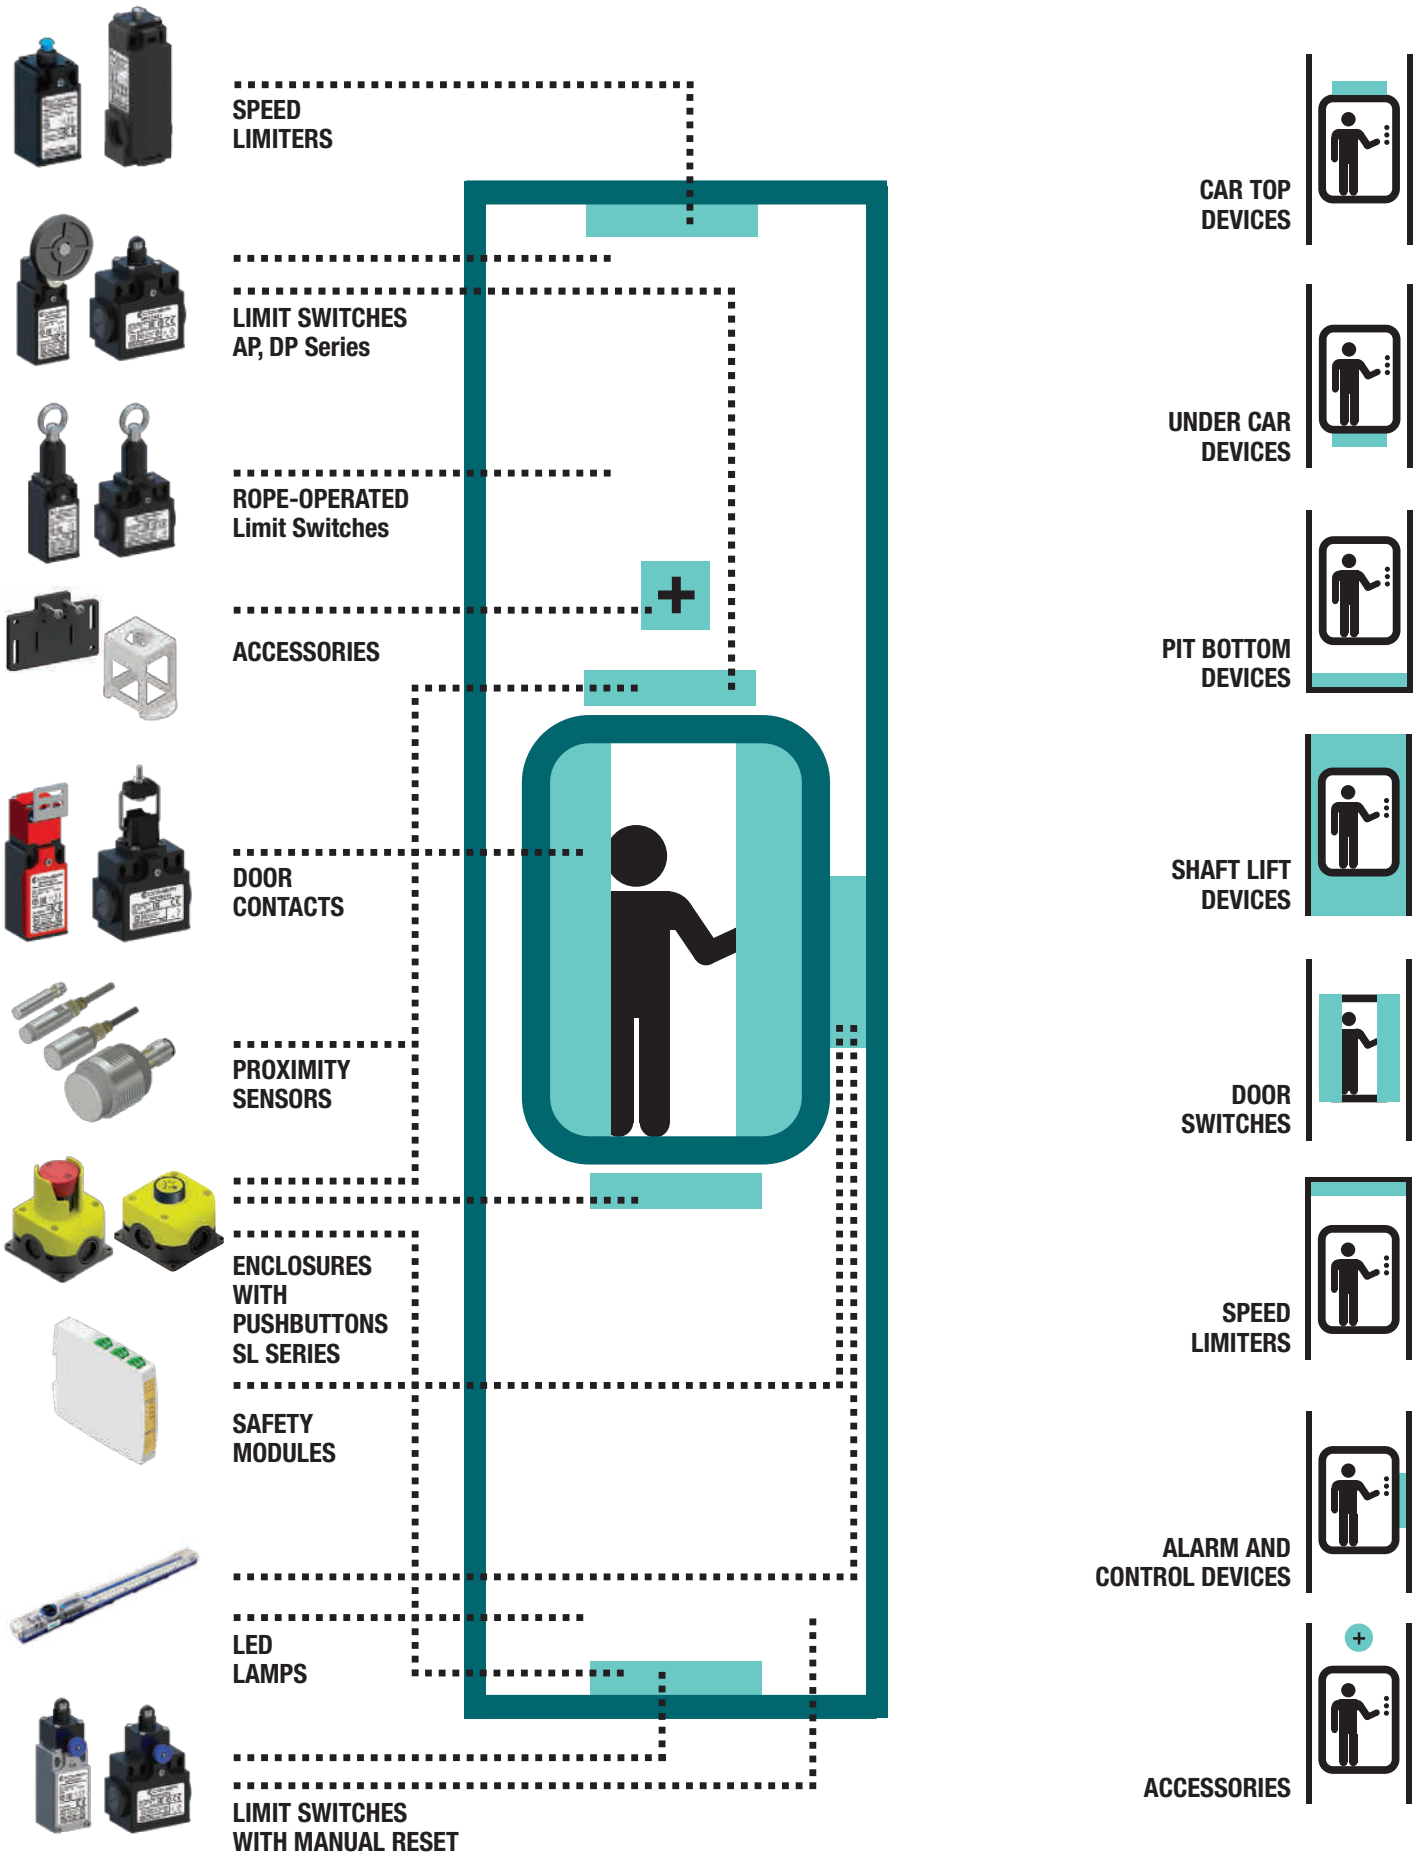 SPEED
LIMITERS
LIMIT SWITCHES
AP, DP Series
ROPE-OPERATED
Limit Switches
ACCESSORIES
DOOR
CONTACTS
PROXIMITY
SENSORS
ENCLOSURES
WITH
PUSHBUTTONS
SL SERIES
SAFETY
MODULES
LED
LAMPS
LIMIT SWITCHES
WITH MANUAL RESET
CAR TOP
DEVICES
UNDER CAR
DEVICES
PIT BOTTOM
DEVICES
SHAFT LIFT
DEVICES
DOOR
SWITCHES
SPEED
LIMITERS
ALARM AND
CONTROL DEVICES
ACCESSORIES